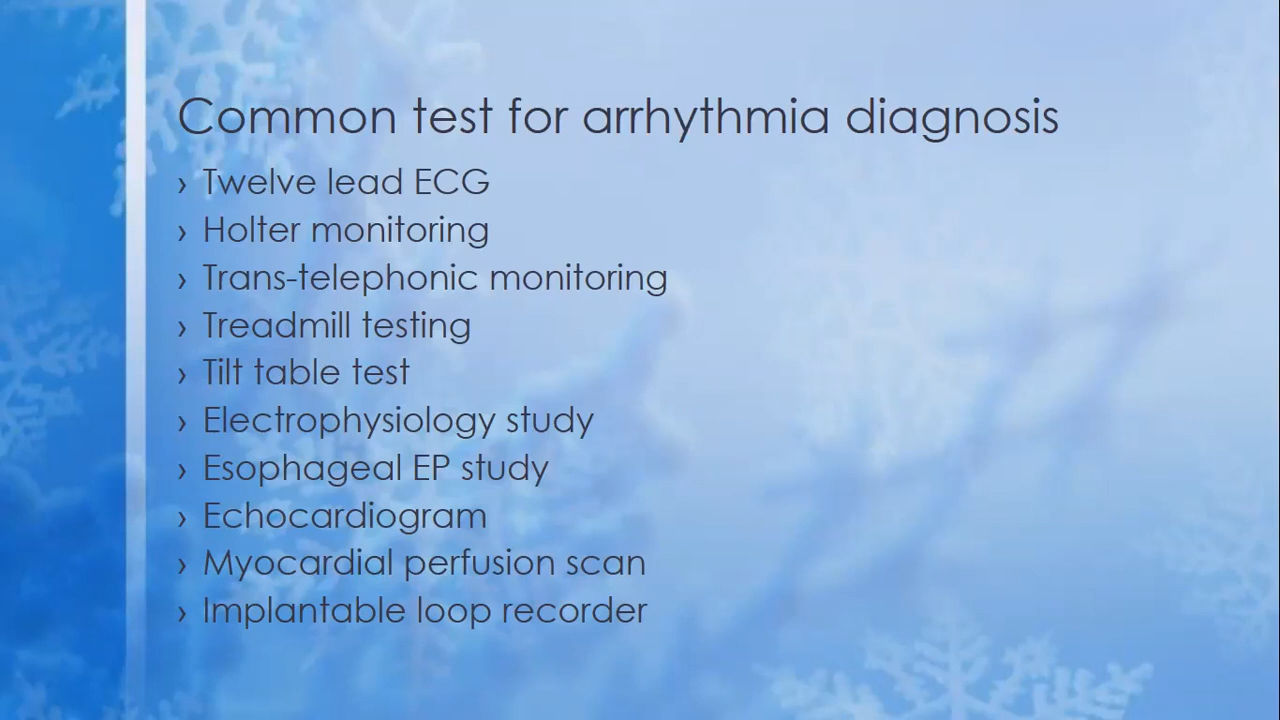 Common test for arrhythmia diagnosis
› Twelve lead ECG
› Holter monitoring
› Trans-telephonic monitoring
› Treadmill testing
› Tilt table test
› Electrophysiology study
› Esophageal EP study
› Echocardiogram
› Myocardial perfusion scan
› Implantable loop recorder